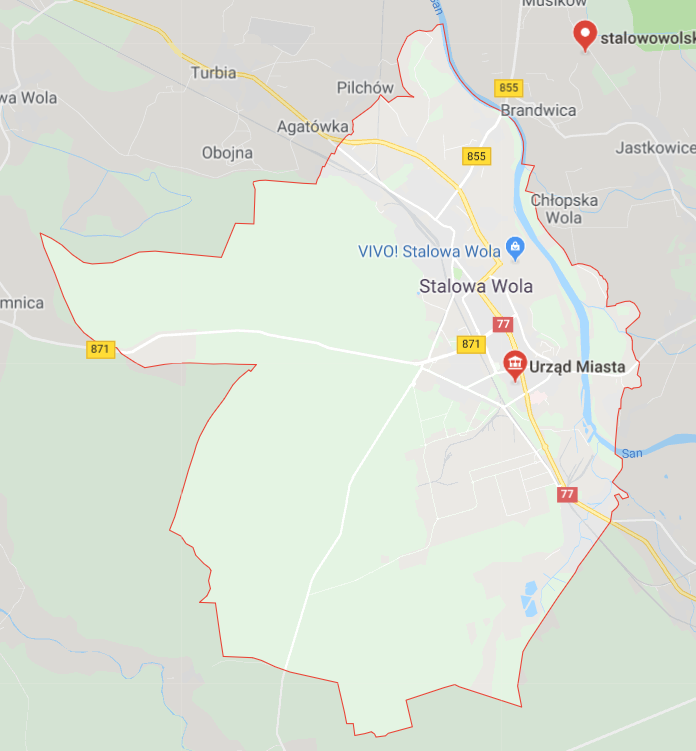 Musików
stalowowolsk
Turbia
Pilchów
855
wa Wola
Brandwica
Agatówka
855
Jastkowice
Obojna
Chłopska
Wola
VIVO! Stalowa Wola
Stalowa Wola
mnica
77
871
871
Urząd Miasta
San
77